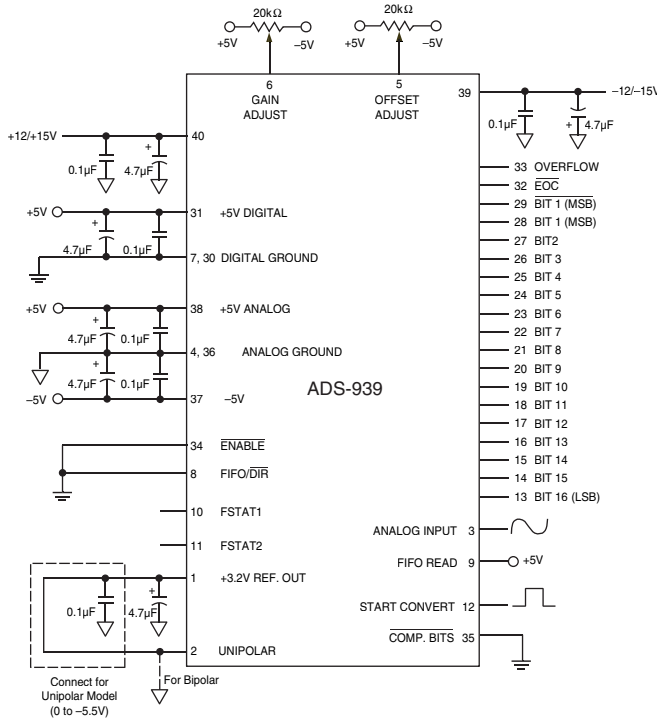 20kΩ
20kΩ
+5V
–5V
+5V
–5V
6
GAIN
ADJUST
5
OFFSET
ADJUST
39
–12/–15V
0.1µF
+
4.7µF
+12/+15V
40
0.1µF
+
4.7µF
+5V
31 +5V DIGITAL
+
4.7µF
0.1µF
7, 30 DIGITAL GROUND
+5V
38 +5V ANALOG
+
4.7µF
0.1µF
4, 36 ANALOG GROUND
+
4.7µF
0.1µF
–5V
37 –5V
ADS-939
34 ENABLE
8 FIFO/DIR
10 FSTAT1
11 FSTAT2
1 +3.2V REF. OUT
0.1µF
+
4.7µF
2 UNIPOLAR
For Bipolar
Connect for
Unipolar Model
(0 to –5.5V)
33 OVERFLOW
32 EOC
29 BIT 1 (MSB)
28 BIT 1 (MSB)
27 BIT2
26 BIT 3
25 BIT 4
24 BIT 5
23 BIT 6
22 BIT 7
21 BIT 8
20 BIT 9
19 BIT 10
18 BIT 11
17 BIT 12
16 BIT 13
15 BIT 14
14 BIT 15
13 BIT 16 (LSB)
ANALOG INPUT 3
FIFO READ 9
+5V
START CONVERT 12
COMP. BITS 35